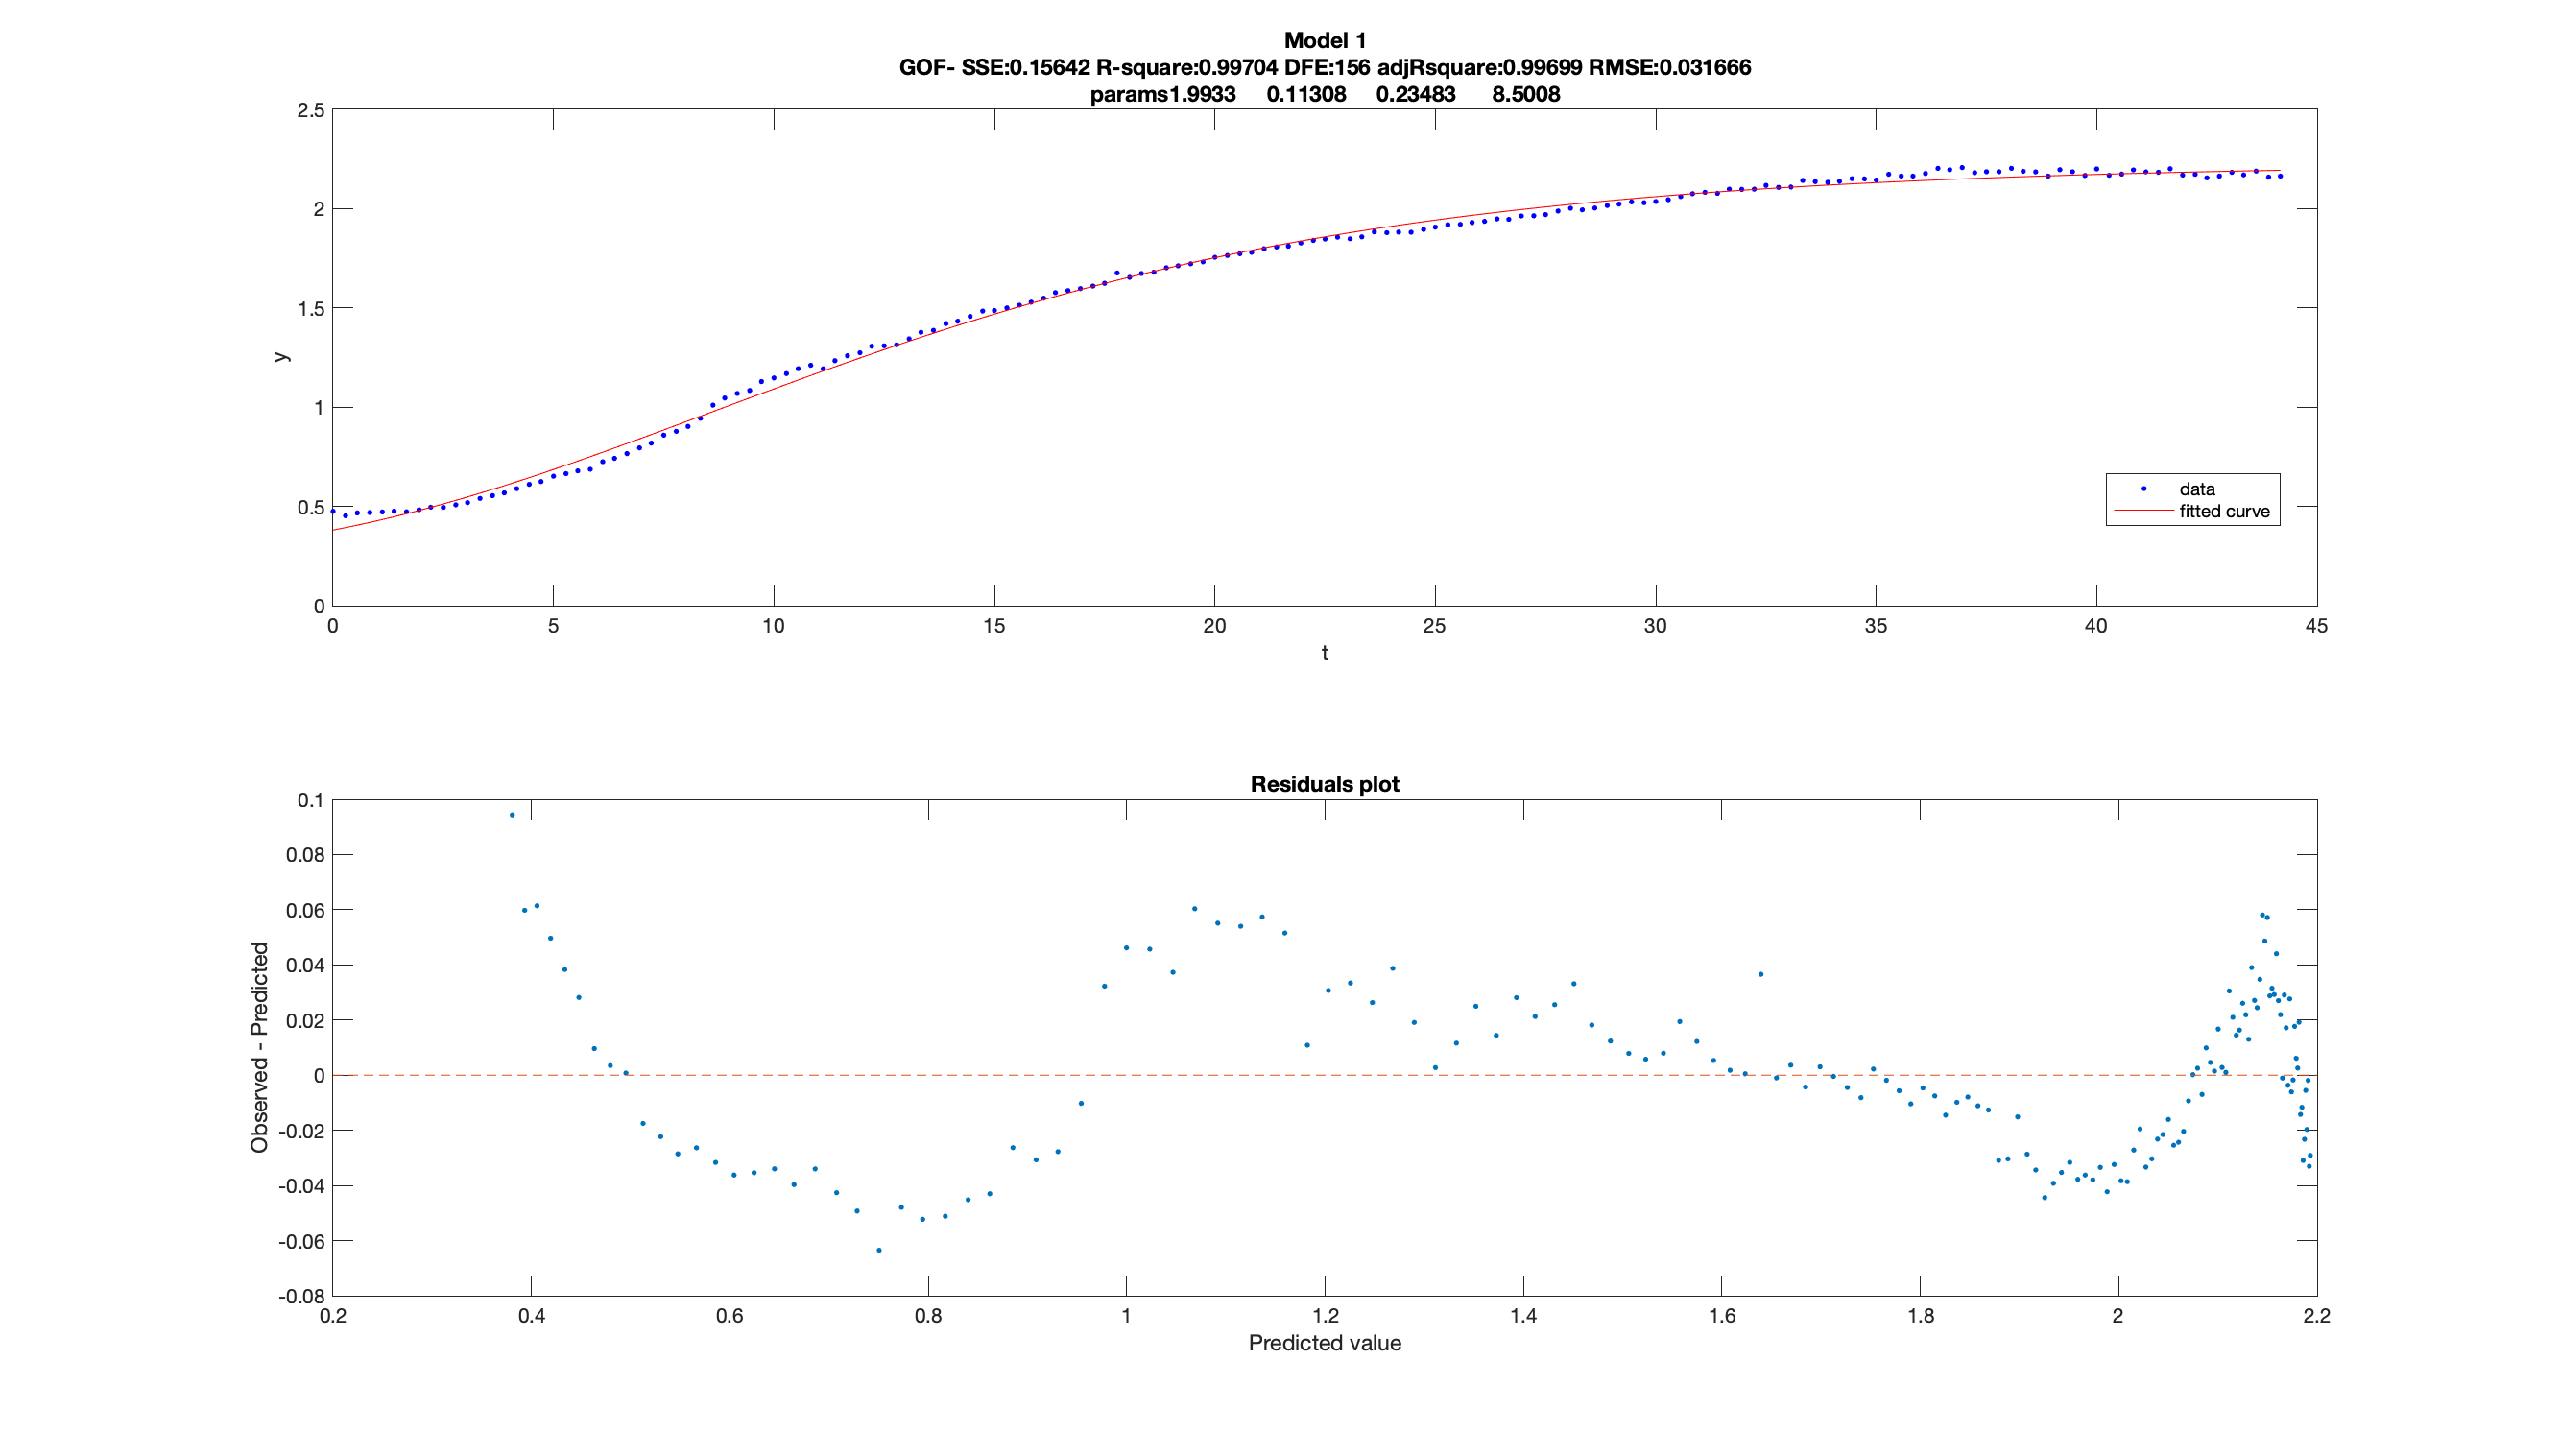 Model 1
GOF- SSE:0.15642 R-square:0.99704 DFE:156 adjRsquare:0.99699 RMSE:0.031666
params1.9933 0.11308 0.23483 8.5008
2.5
2
1.5
1
0.5
0
y
0 5 10 15 20 25 30 35 40 45
t
data
fitted curve
Residuals plot
0.1
0.08
0.06
0.04
0.02
0
-0.02
-0.04
-0.06
-0.08
Observed - Predicted
0.2 0.4 0.6 0.8 1 1.2 1.4 1.6 1.8 2 2.2
Predicted value